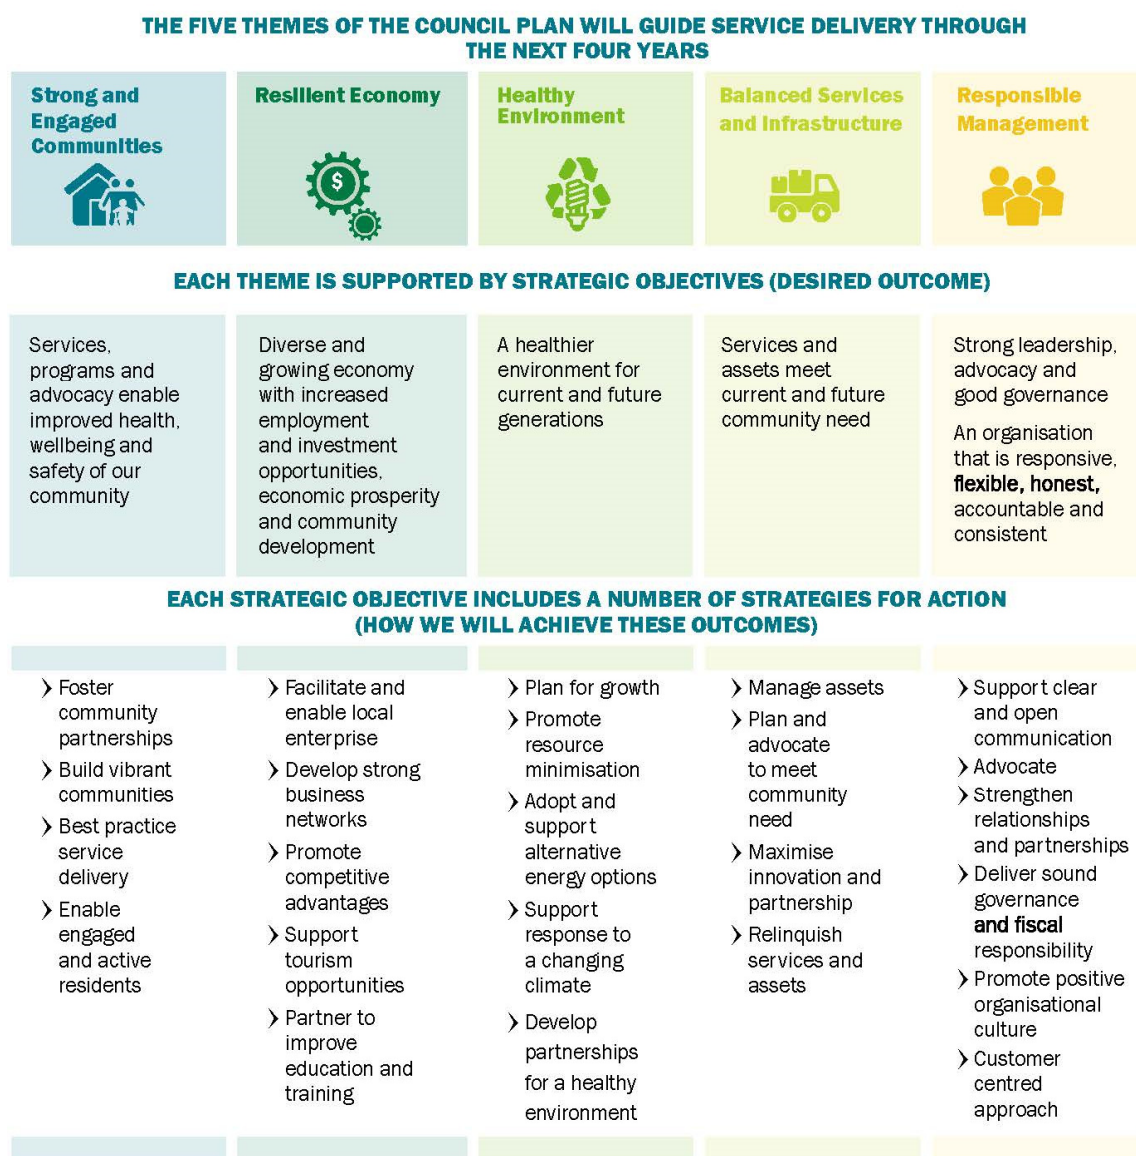 THE FIVE THEMES OF THE COUNCIL PLAN WILL GUIDE SERVICE DELIVERY THROUGH
THE NEXT FOUR YEARS
Strong and
Engaged
Communities
Resilient Economy
$
Healthy
Environment
Balanced Services
and Infrastructure
Responsible
Management
EACH THEME IS SUPPORTED BY STRATEGIC OBJECTIVES (DESIRED OUTCOME)
Services,
programs and
advocacy enable
improved health,
wellbeing and
safety of our
community
Diverse and
growing economy
with increased
employment
and investment
opportunities,
economic prosperity
and community
development
A healthier
environment for
current and future
generations
Services and
assets meet
current and future
community need
Strong leadership,
advocacy and
good governance
An organisation
that is responsive,
flexible, honest,
accountable and
consistent
EACH STRATEGIC OBJECTIVE INCLUDES A NUMBER OF STRATEGIES FOR ACTION
(HOW WE WILL ACHIEVE THESE OUTCOMES)
Foster
community
partnerships
Build vibrant
communities
Best practice
service
delivery
Enable
engaged
and active
residents
Facilitate and
enable local
enterprise
Develop strong
business
networks
Promote
competitive
advantages
Support
tourism
opportunities
Partner to
improve
education and
training
Plan for growth
Promote
resource
minimisation
Adopt and
support
alternative
energy options
Support
response to
a changing
climate
Develop
partnerships
for a healthy
environment
Manage assets
Plan and
advocate
to meet
community
need
Maximise
innovation and
partnership
Relinquish
services and
assets
Support clear
and open
communication
Advocate
Strengthen
relationships
and partnerships
Deliver sound
governance
and fiscal
responsibility
Promote positive
organisational
culture
Customer
centred
approach